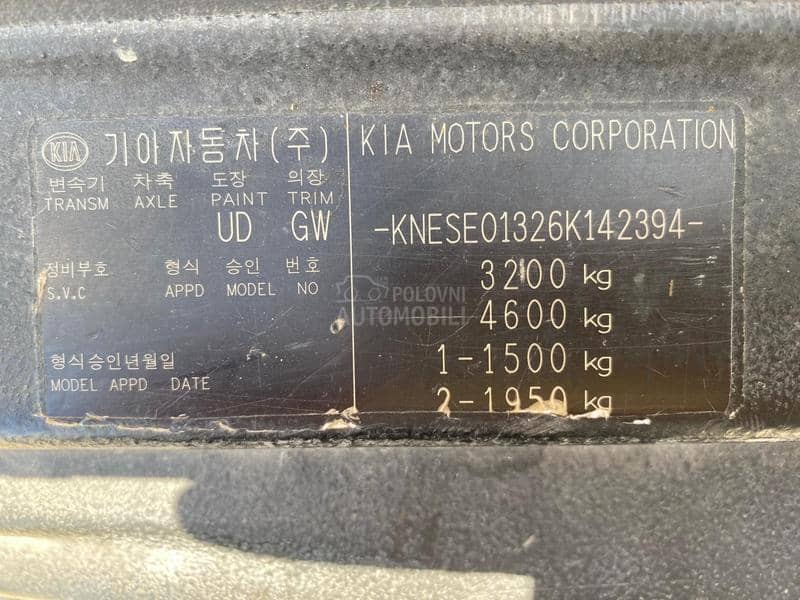 KIA 기아자동차(주)
변속기 차축 도장 의장
TRANSM AXLE PAINT TRIM
UD GW
정비부호 형식 승인 번호
S.V.C APPD MODEL NO
형식승인년월일
MODEL APPD DATE
KIA MOTORS CORPORATION
-KNESE01326K142394-
3200 kg
4600 kg
1-1500 kg
2-1950 kg
POLOVNI
AUTOMOBILI